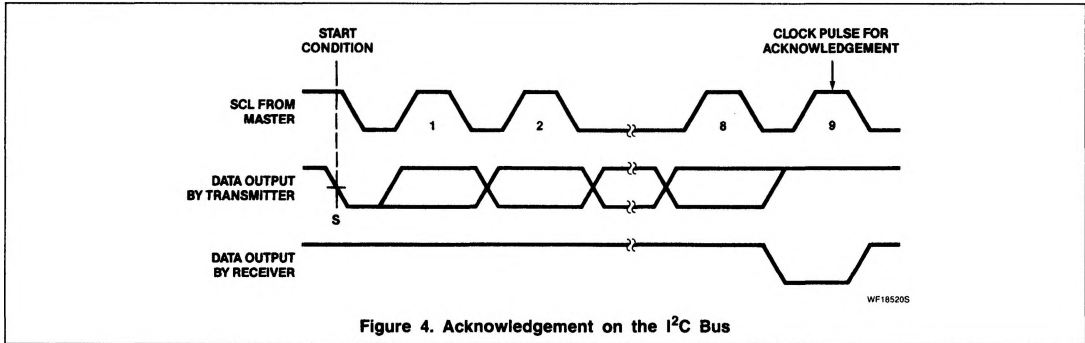 START
CONDITION
CLOCK PULSE FOR
ACKNOWLEDGEMENT
SCL FROM
MASTER
1
2
8
9
DATA OUTPUT
BY TRANSMITTER
S
DATA OUTPUT
BY RECEIVER
WF18520S
Figure 4. Acknowledgement on the I²C Bus